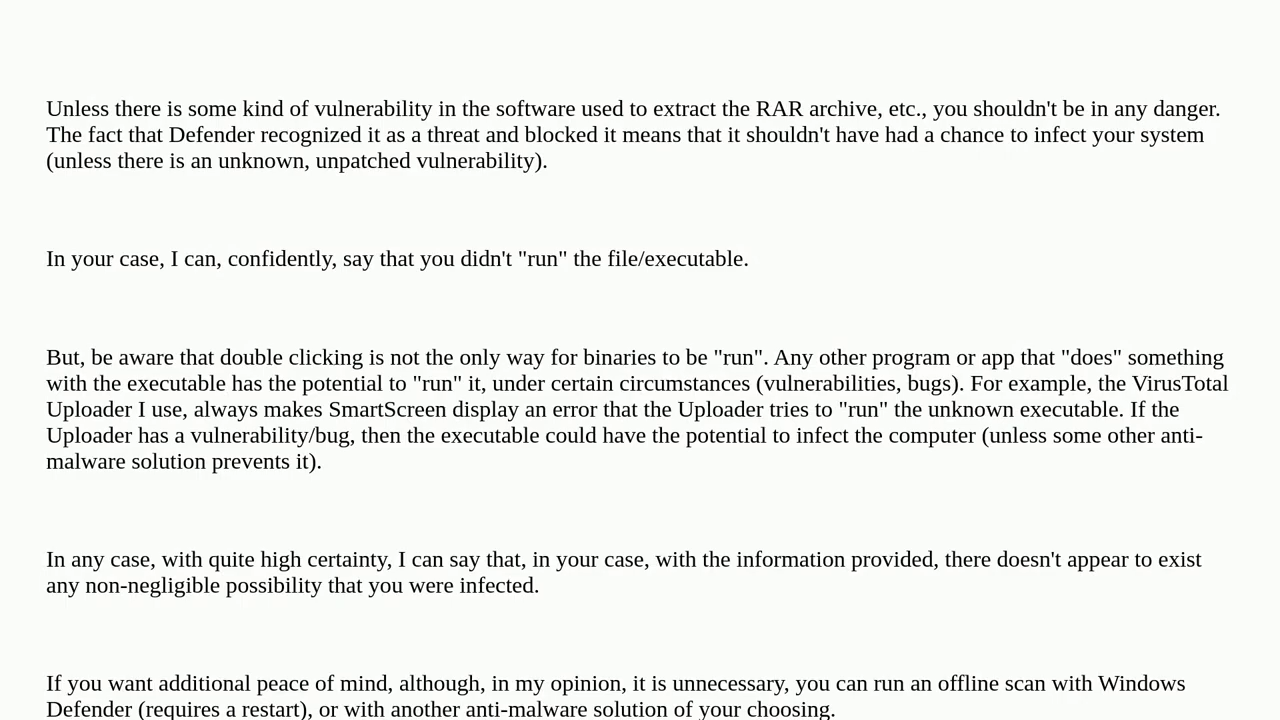 Unless there is some kind of vulnerability in the software used to extract the RAR archive, etc., you shouldn't be in any danger.
The fact that Defender recognized it as a threat and blocked it means that it shouldn't have had a chance to infect your system
(unless there is an unknown, unpatched vulnerability).
In your case, I can, confidently, say that you didn't "run" the file/executable.
But, be aware that double clicking is not the only way for binaries to be "run". Any other program or app that "does" something
with the executable has the potential to "run" it, under certain circumstances (vulnerabilities, bugs). For example, the VirusTotal
Uploader I use, always makes SmartScreen display an error that the Uploader tries to "run" the unknown executable. If the
Uploader has a vulnerability/bug, then the executable could have the potential to infect the computer (unless some other anti-
malware solution prevents it).
In any case, with quite high certainty, I can say that, in your case, with the information provided, there doesn't appear to exist
any non-negligible possibility that you were infected.
If you want additional peace of mind, although, in my opinion, it is unnecessary, you can run an offline scan with Windows
Defender (requires a restart), or with another anti-malware solution of your choosing.